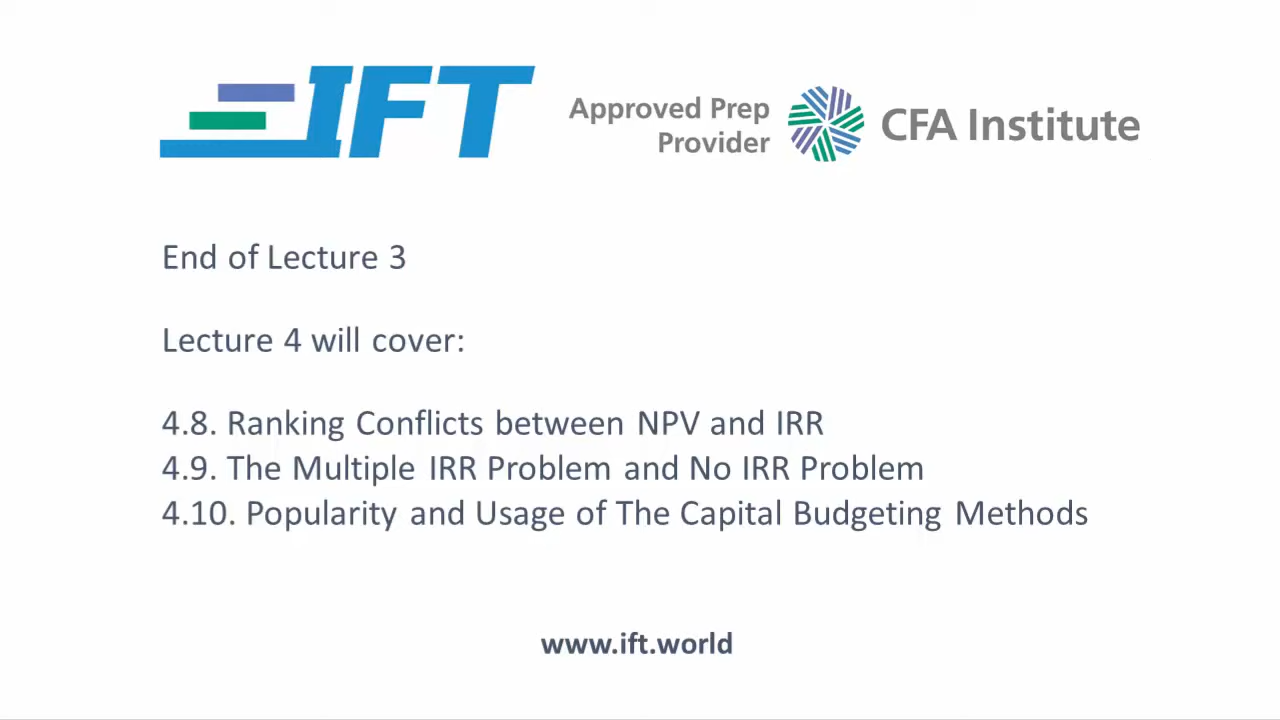 IFT
Approved Prep
Provider
CFA Institute
End of Lecture 3
Lecture 4 will cover:
4.8. Ranking Conflicts between NPV and IRR
4.9. The Multiple IRR Problem and No IRR Problem
4.10. Popularity and Usage of The Capital Budgeting Methods
www.ift.world